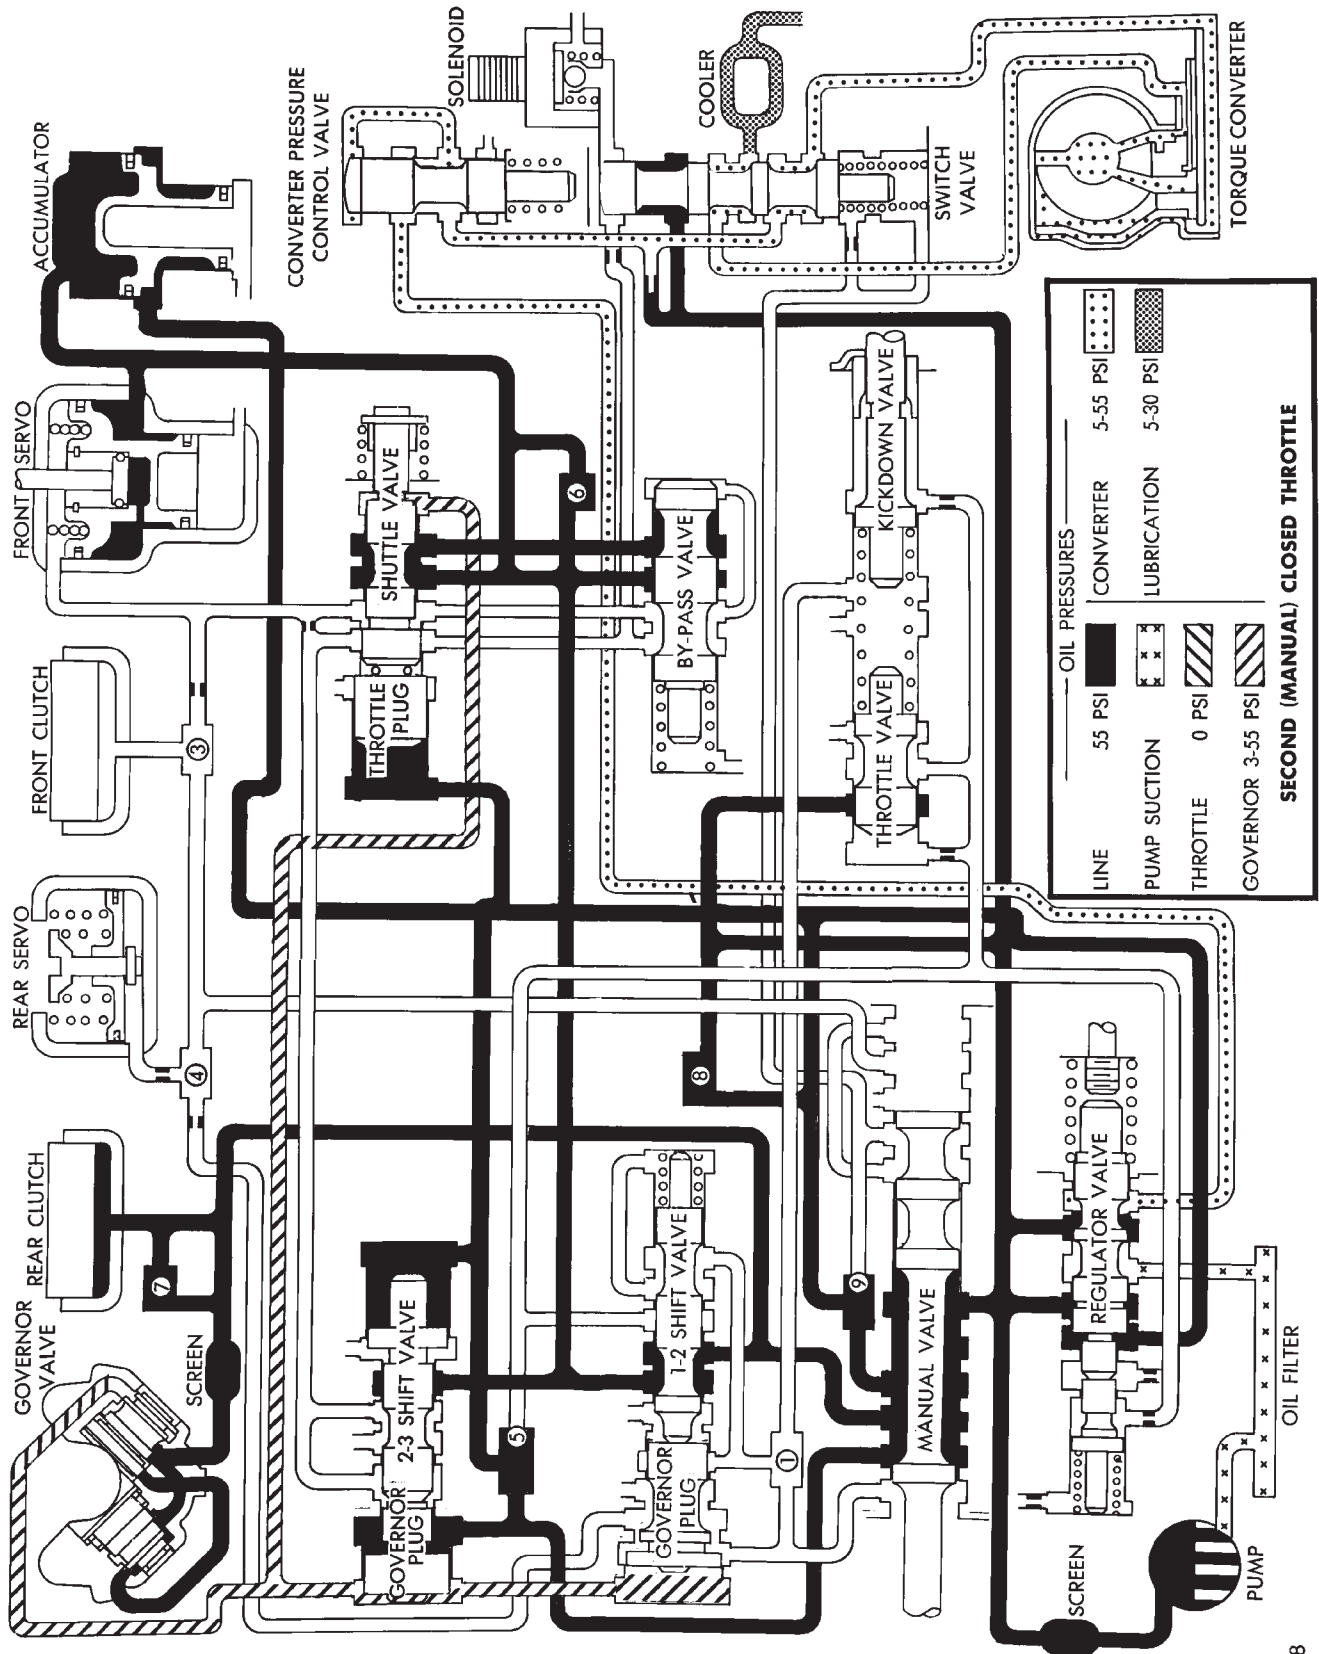 ACCUMULATOR
CONVERTER PRESSURE
CONTROL VALVE
SOLENOID
COOLER
SWITCH
VALVE
TORQUE CONVERTER
FRONT SERVO
FRONT CLUTCH
REAR SERVO
REAR CLUTCH
GOVERNOR
VALVE
SCREEN
SHUTTLE VALVE
THROTTLE
PLUG
BY-PASS VALVE
KICKDOWN VALVE
THROTTLE VALVE
2-3 SHIFT VALVE
GOVERNOR
PLUG
1-2 SHIFT VALVE
GOVERNOR
PLUG
MANUAL VALVE
REGULATOR VALVE
OIL FILTER
PUMP
SCREEN
3
4
7
6
8
5
9
1
OIL PRESSURES
LINE 55 PSI CONVERTER 5-55 PSI
PUMP SUCTION LUBRICATION 5-30 PSI
THROTTLE 0 PSI
GOVERNOR 3-55 PSI
SECOND (MANUAL) CLOSED THROTTLE